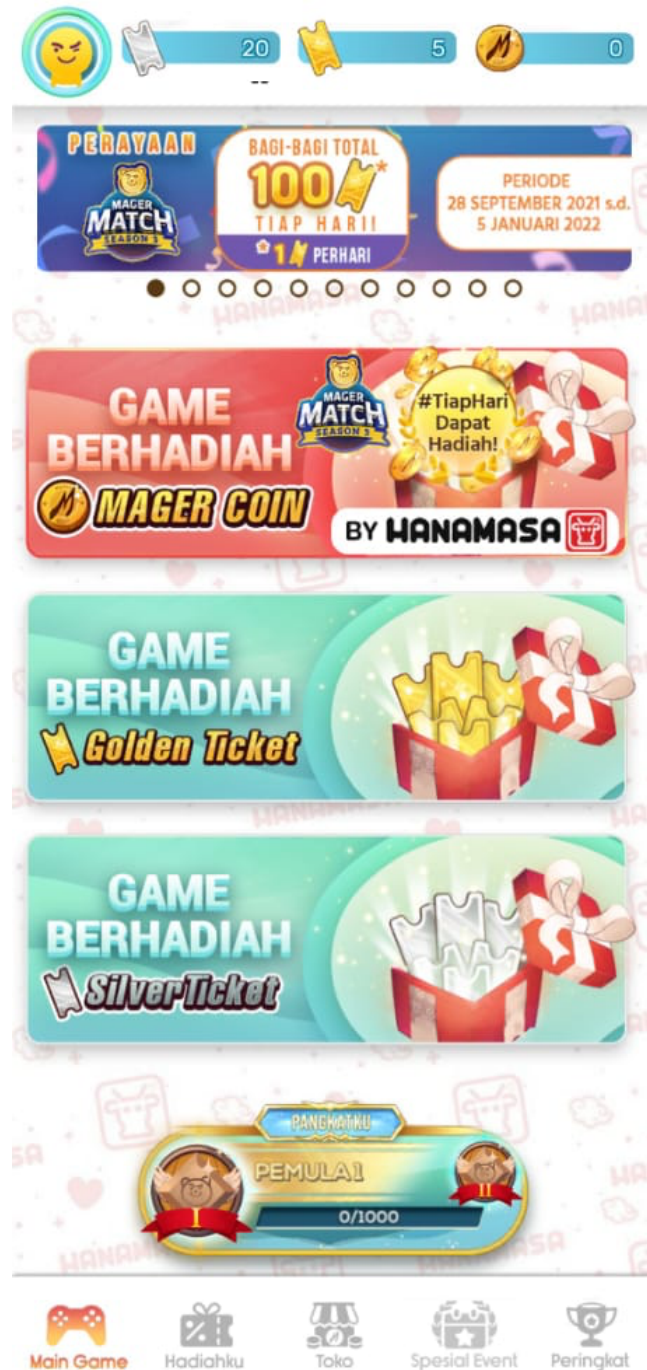 20 5 0
PERAYAAN
MAGER
MATCH
SEASON 3
BAGI-BAGI TOTAL
100*
TIAP HARI!
*1 PERHARI
PERIODE
28 SEPTEMBER 2021 s.d.
5 JANUARI 2022
GAME
BERHADIAH
MAGER COIN
MAGER
MATCH
SEASON 3
#TiapHari
Dapat
Hadiah!
BY HANAMASA
GAME
BERHADIAH
Golden Ticket
GAME
BERHADIAH
Silver Ticket
PANGKATKU
PEMULA 1
I
II
0/1000
Main Game Hadiahku Toko Spesial Event Peringkat